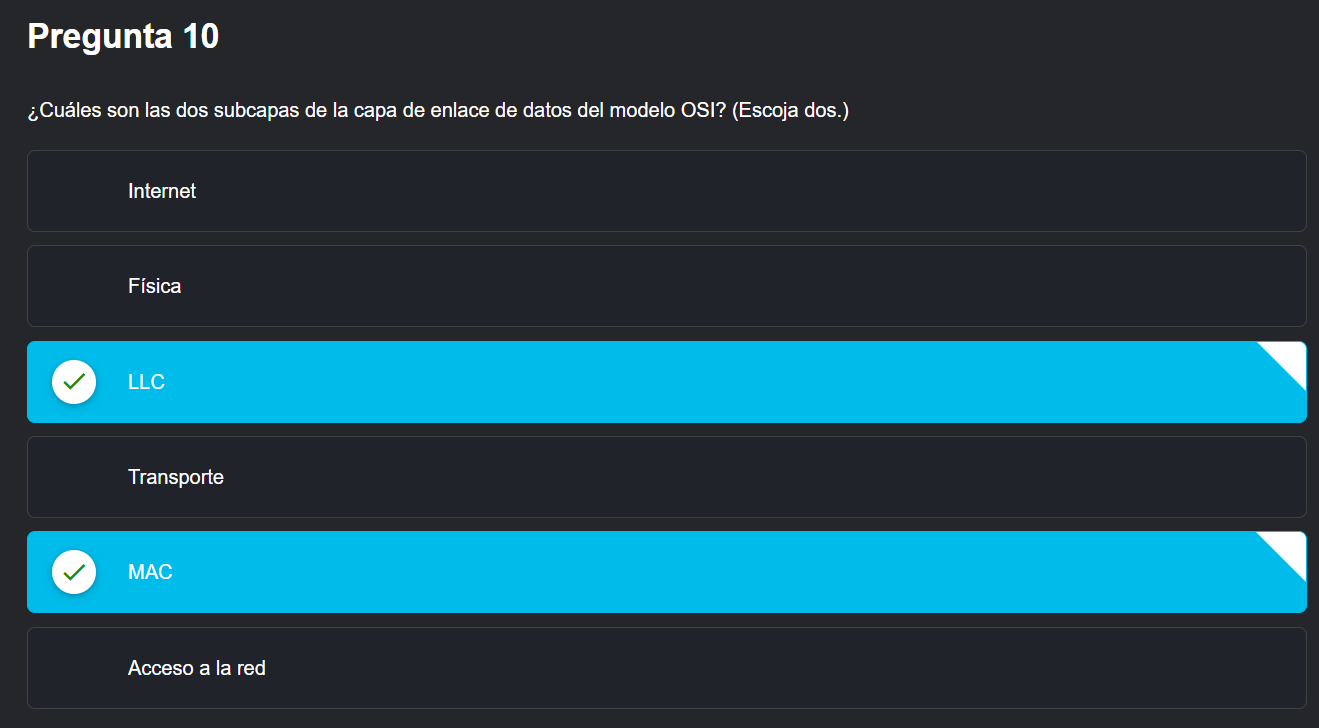 Pregunta 10
¿Cuáles son las dos subcapas de la capa de enlace de datos del modelo OSI? (Escoja dos.)
Internet
Física
LLC
Transporte
MAC
Acceso a la red